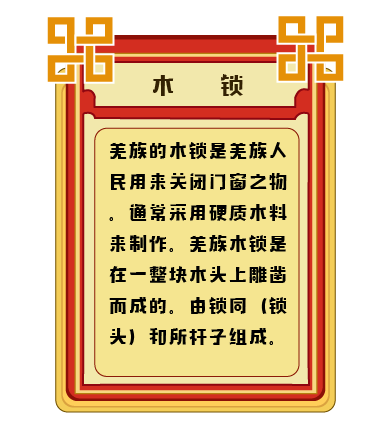 木 锁
羌族的木锁是羌族人
民用来关闭门窗之物
。通常采用硬质木料
来制作。羌族木锁是
在一整块木头上雕凿
而成的。由锁同（锁
头）和所扦子组成。